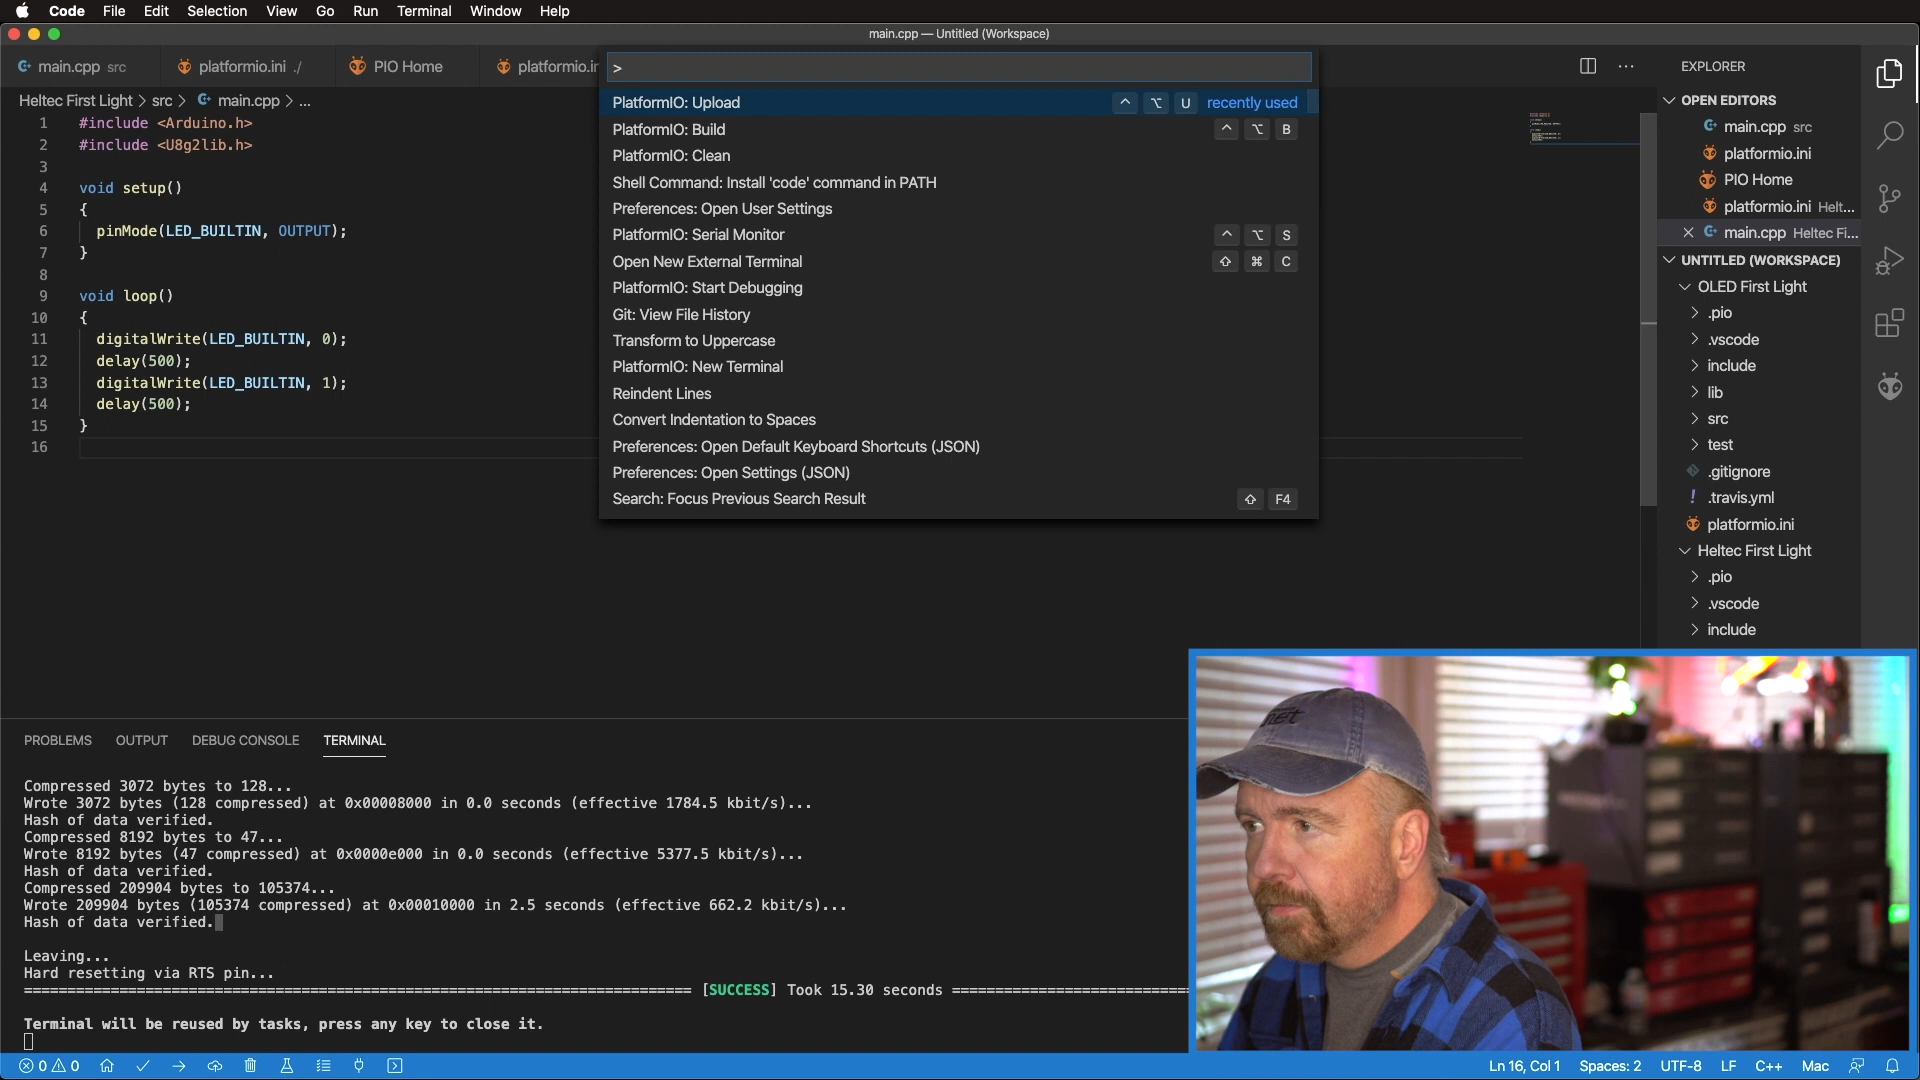 Code File Edit Selection View Go Run Terminal Window Help
main.cpp — Untitled (Workspace)
main.cpp src platformio.ini ./ PIO Home platformio.ini
Heltec First Light > src > main.cpp > ...
1 #include <Arduino.h>
2 #include <U8g2lib.h>
3
4 void setup()
5 {
6 pinMode(LED_BUILTIN, OUTPUT);
7 }
8
9 void loop()
10 {
11 digitalWrite(LED_BUILTIN, 0);
12 delay(500);
13 digitalWrite(LED_BUILTIN, 1);
14 delay(500);
15 }
16
>
PlatformIO: Upload ^ ⌥ U recently used
PlatformIO: Build ^ ⌥ B
PlatformIO: Clean
Shell Command: Install 'code' command in PATH
Preferences: Open User Settings
PlatformIO: Serial Monitor ^ ⌥ S
Open New External Terminal ⇧ ⌘ C
PlatformIO: Start Debugging
Git: View File History
Transform to Uppercase
PlatformIO: New Terminal
Reindent Lines
Convert Indentation to Spaces
Preferences: Open Default Keyboard Shortcuts (JSON)
Preferences: Open Settings (JSON)
Search: Focus Previous Search Result ⇧ F4
EXPLORER
OPEN EDITORS
main.cpp src
platformio.ini
PIO Home
platformio.ini Helt...
main.cpp Heltec Fi...
UNTITLED (WORKSPACE)
OLED First Light
.pio
.vscode
include
lib
src
test
.gitignore
.travis.yml
platformio.ini
Heltec First Light
.pio
.vscode
include
PROBLEMS OUTPUT DEBUG CONSOLE TERMINAL
Compressed 3072 bytes to 128...
Wrote 3072 bytes (128 compressed) at 0x00008000 in 0.0 seconds (effective 1784.5 kbit/s)...
Hash of data verified.
Compressed 8192 bytes to 47...
Wrote 8192 bytes (47 compressed) at 0x0000e000 in 0.0 seconds (effective 5377.5 kbit/s)...
Hash of data verified.
Compressed 209904 bytes to 105374...
Wrote 209904 bytes (105374 compressed) at 0x00010000 in 2.5 seconds (effective 662.2 kbit/s)...
Hash of data verified.
Leaving...
Hard resetting via RTS pin...
[SUCCESS] Took 15.30 seconds
Terminal will be reused by tasks, press any key to close it.
0 0
Ln 16, Col 1 Spaces: 2 UTF-8 LF C++ Mac